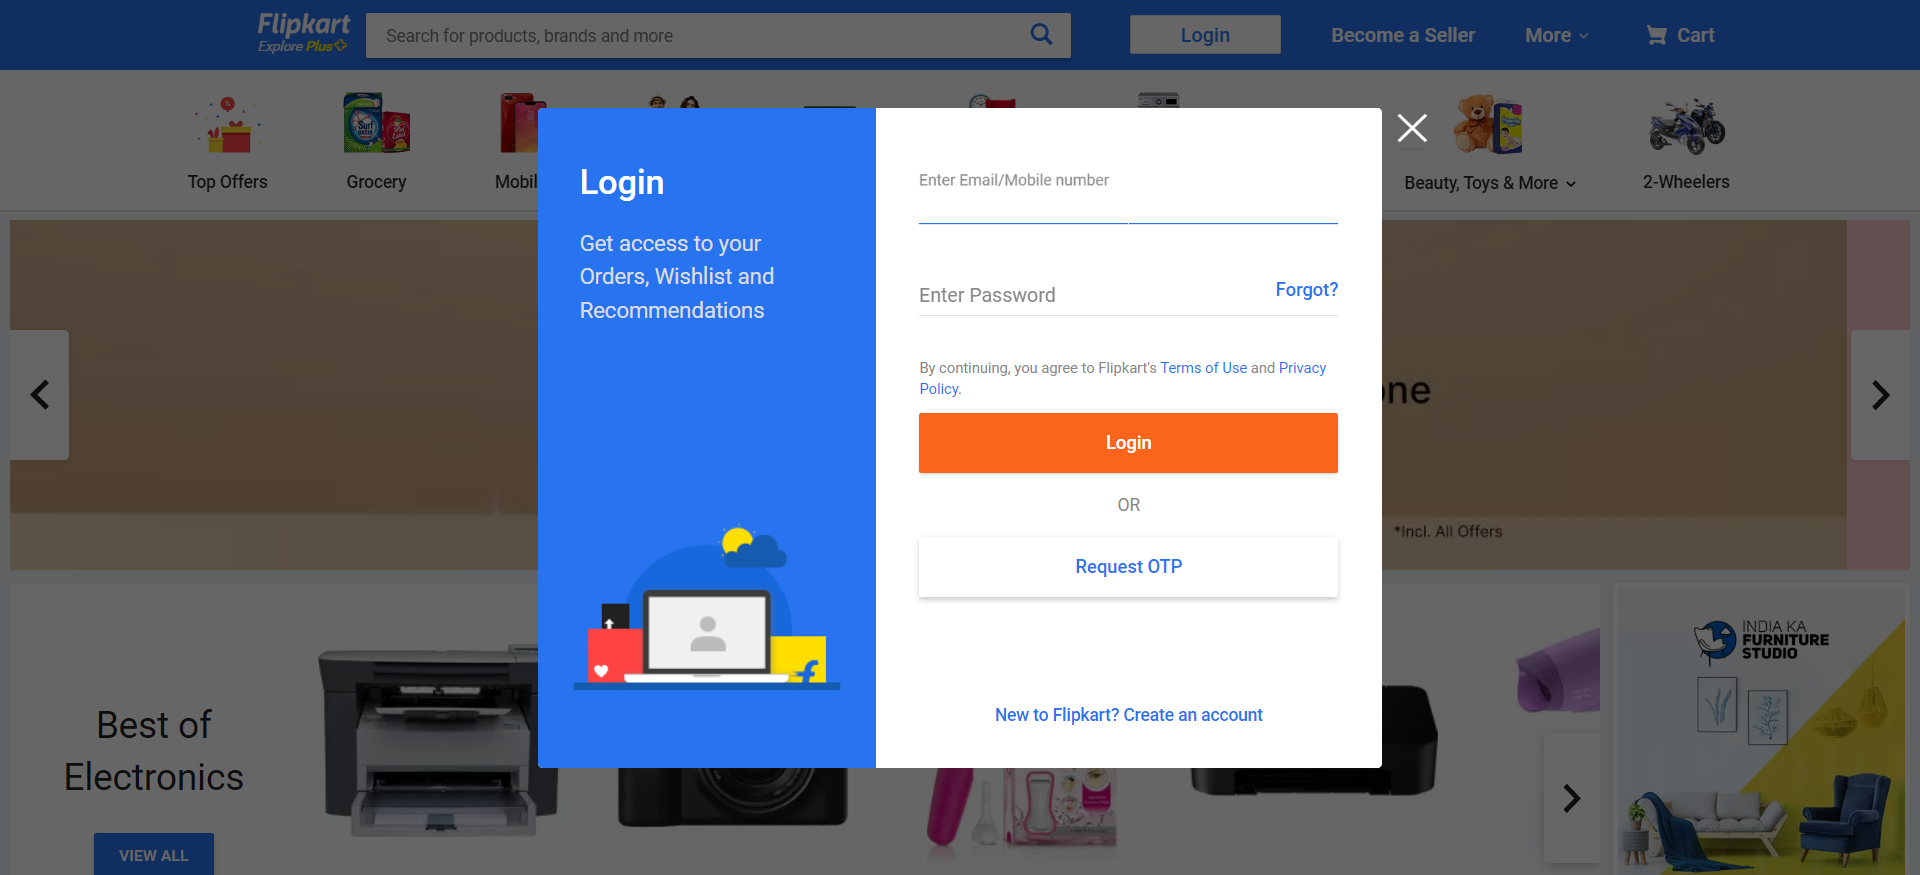 Flipkart
Explore Plus
Search for products, brands and more
Login
Become a Seller
More
Cart
Top Offers
Grocery
Mobil
Beauty, Toys & More
2-Wheelers
Login
Get access to your
Orders, Wishlist and
Recommendations
Enter Email/Mobile number
Enter Password
Forgot?
By continuing, you agree to Flipkart's Terms of Use and Privacy
Policy.
Login
OR
Request OTP
New to Flipkart? Create an account
one
*Incl. All Offers
Best of
Electronics
VIEW ALL
INDIA KA
FURNITURE
STUDIO
Surf
excel